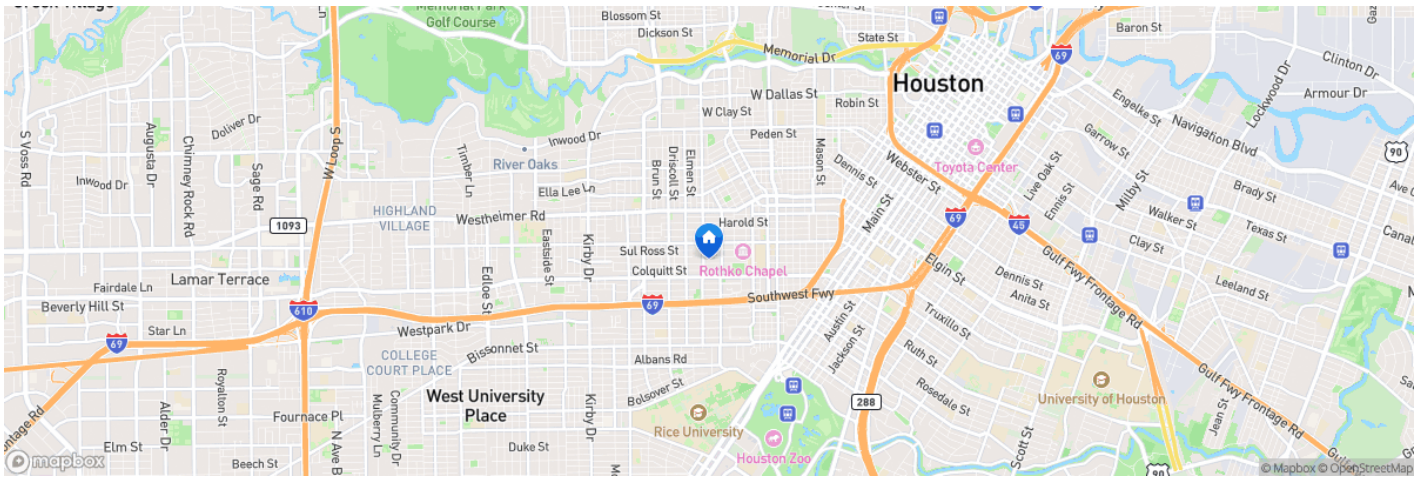 Memorial Park
Golf Course
Blossom St
Dickson St
State St
Memorial Dr
Baron St
Clinton Dr
Armour Dr
Lockwood Dr
Houston
69
W Dallas St
Robin St
W Clay St
Engelke St
Navigation Blvd
90
S Voss Rd
Augusta Dr
Chimney Rock Rd
Doliver Dr
Sage Rd
Inwood Dr
W Loop S
Timber Ln
Inwood Dr
River Oaks
Ella Lee Ln
Brun St
Driscoll St
Elmen St
Peden St
Mason St
Dennis St
Webster St
Toyota Center
Garrow St
Live Oak St
Ennis St
Milby St
Brady St
Texas St
Canal
Walker St
Clay St
Leeland St
HIGHLAND
VILLAGE
Westheimer Rd
1093
Harold St
Main St
69
45
Lamar Terrace
Fairdale Ln
Beverly Hill St
Star Ln
Edloe St
Eastside St
Kirby Dr
Sul Ross St
Colquitt St
Rothko Chapel
Southwest Fwy
Elgin St
Dennis St
Anita St
Gulf Fwy Frontage Rd
610
69
69
Westpark Dr
Bissonnet St
Albans Rd
Austin St
Jackson St
Truxillo St
Ruth St
Rosedale St
COLLEGE
COURT PLACE
West University
Place
Bolsover St
Rice University
288
University of Houston
Gulf Fwy Frontage Rd
Royalton St
Alder Dr
Elm St
Fournace Pl
Beech St
Mulberry Ln
Community Dr
Kirby Dr
Duke St
Houston Zoo
Scott St
Jean St
90
mapbox
© Mapbox © OpenStreetMap